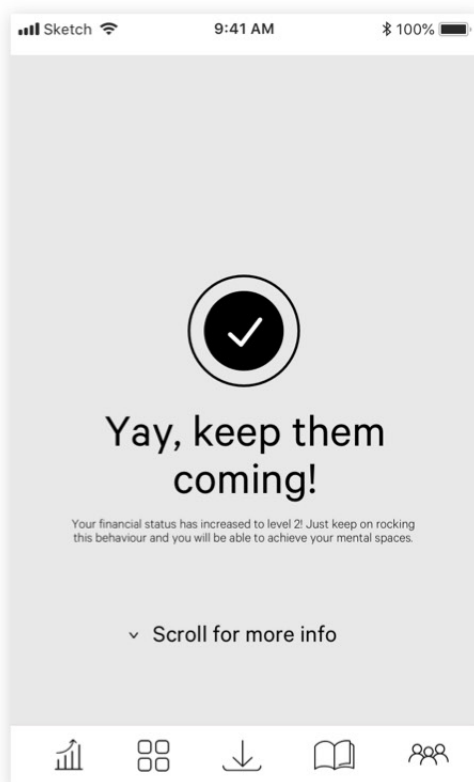 Sketch 9:41 AM 100%
Yay, keep them
coming!
Your financial status has increased to level 2! Just keep on rocking
this behaviour and you will be able to achieve your mental spaces.
Scroll for more info